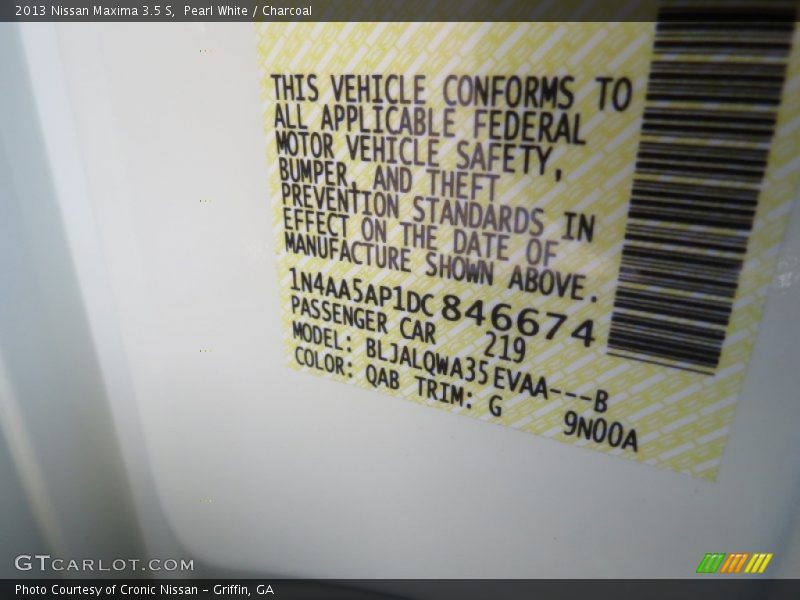 2013 Nissan Maxima 3.5 S, Pearl White / Charcoal
THIS VEHICLE CONFORMS TO
ALL APPLICABLE FEDERAL
MOTOR VEHICLE SAFETY,
BUMPER, AND THEFT
PREVENTION STANDARDS IN
EFFECT ON THE DATE OF
MANUFACTURE SHOWN ABOVE.
1N4AA5AP1DC846674
PASSENGER CAR 219
MODEL: BLJALQWA35EVAA---B
COLOR: QAB TRIM: G 9N00A
GTCARLOT.COM
Photo Courtesy of Cronic Nissan - Griffin, GA